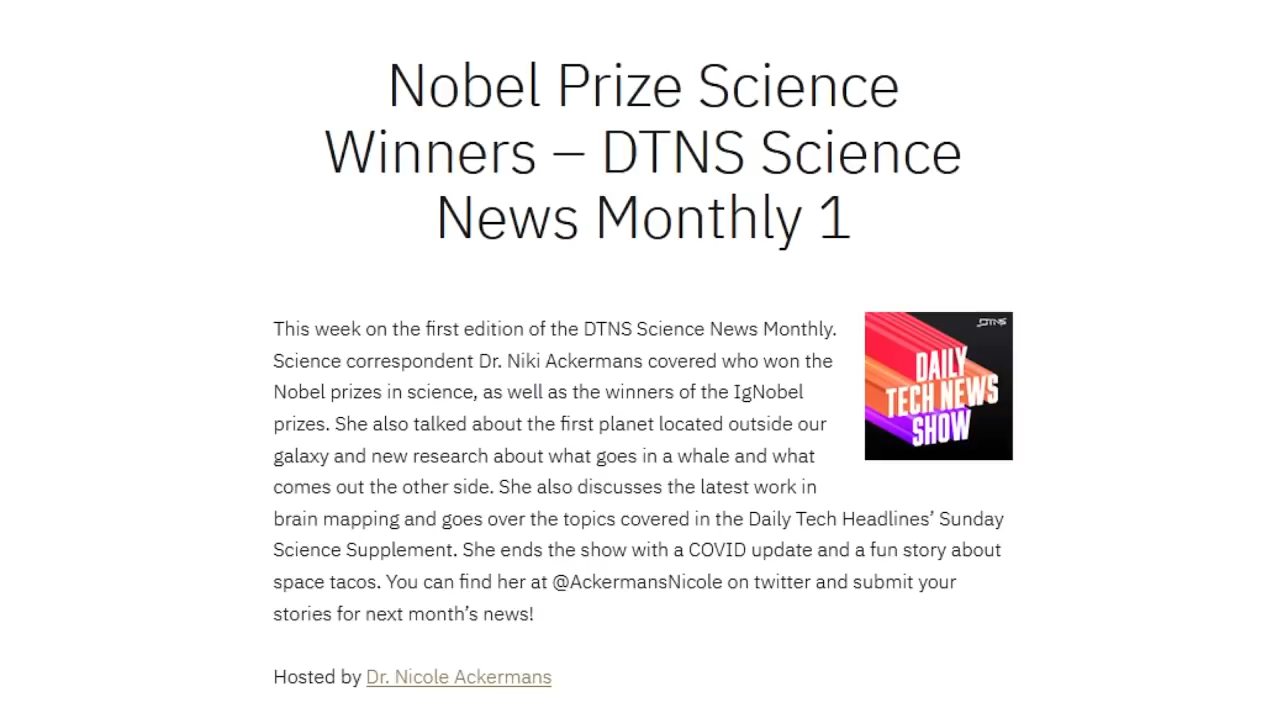 Nobel Prize Science
Winners – DTNS Science
News Monthly 1
This week on the first edition of the DTNS Science News Monthly.
Science correspondent Dr. Niki Ackermans covered who won the
Nobel prizes in science, as well as the winners of the IgNobel
prizes. She also talked about the first planet located outside our
galaxy and new research about what goes in a whale and what
comes out the other side. She also discusses the latest work in
brain mapping and goes over the topics covered in the Daily Tech Headlines’ Sunday
Science Supplement. She ends the show with a COVID update and a fun story about
space tacos. You can find her at @AckermansNicole on twitter and submit your
stories for next month’s news!
DTNS
DAILY
TECH NEWS
SHOW
Hosted by Dr. Nicole Ackermans